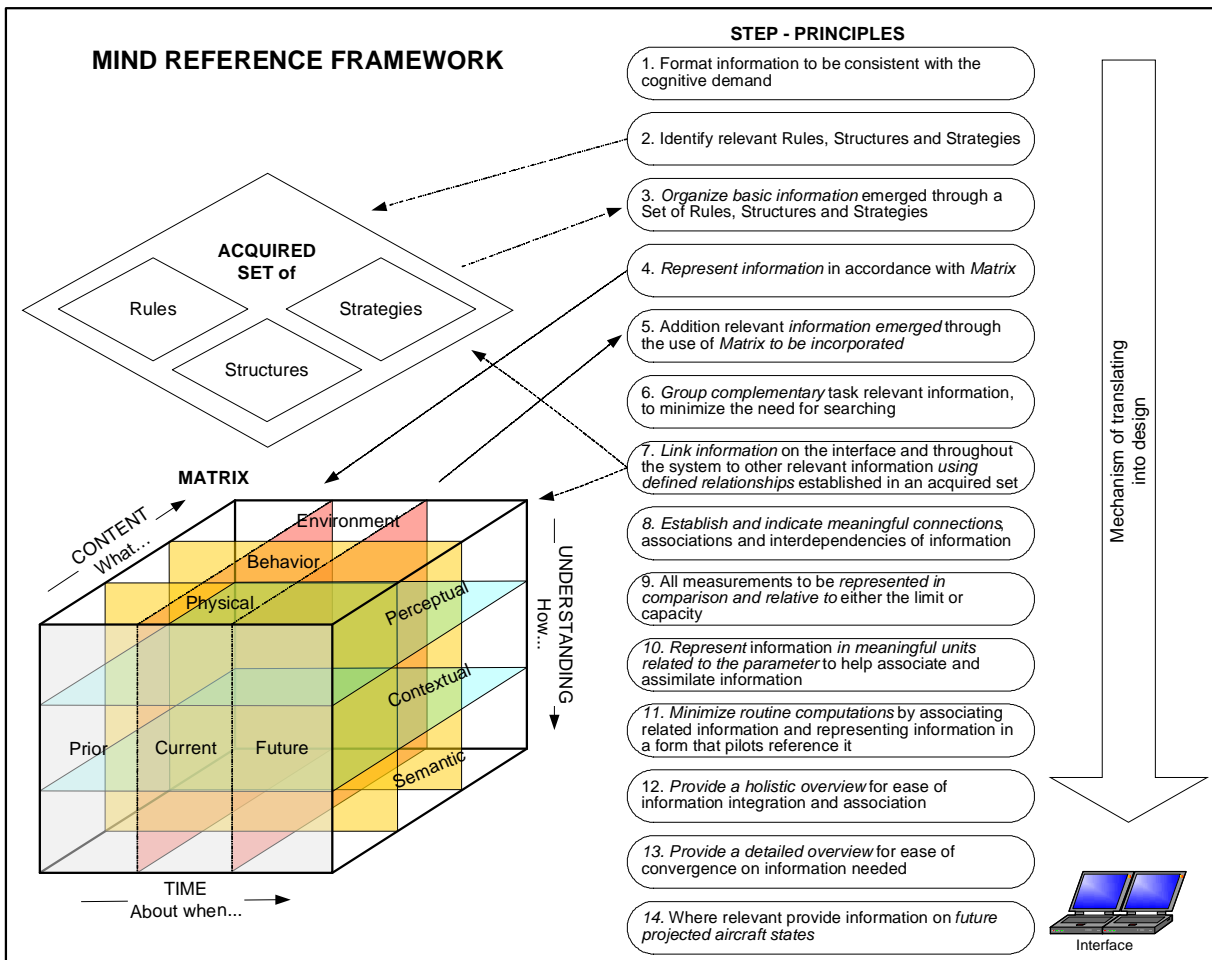 MIND REFERENCE FRAMEWORK
STEP - PRINCIPLES
1. Format information to be consistent with the
cognitive demand
2. Identify relevant Rules, Structures and Strategies
3. Organize basic information emerged through a
Set of Rules, Structures and Strategies
4. Represent information in accordance with Matrix
5. Addition relevant information emerged through
the use of Matrix to be incorporated
6. Group complementary task relevant information,
to minimize the need for searching
7. Link information on the interface and throughout
the system to other relevant information using
defined relationships established in an acquired set
8. Establish and indicate meaningful connections,
associations and interdependencies of information
9. All measurements to be represented in
comparison and relative to either the limit or
capacity
10. Represent information in meaningful units
related to the parameter to help associate and
assimilate information
11. Minimize routine computations by associating
related information and representing information in
a form that pilots reference it
12. Provide a holistic overview for ease of
information integration and association
13. Provide a detailed overview for ease of
convergence on information needed
14. Where relevant provide information on future
projected aircraft states
Mechanism of translating
into design
Interface
ACQUIRED
SET of
Rules
Strategies
Structures
MATRIX
CONTENT
What...
Environment
Behavior
Physical
UNDERSTANDING
How...
Perceptual
Contextual
Semantic
Prior
Current
Future
TIME
About when...